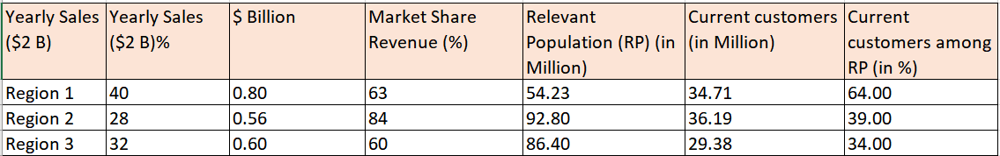 Yearly Sales ($2 B) | Yearly Sales ($2 B)% | $ Billion | Market Share Revenue (%) | Relevant Population (RP) (in Million) | Current customers (in Million) | Current customers among RP (in %)
Region 1 | 40 | 0.80 | 63 | 54.23 | 34.71 | 64.00
Region 2 | 28 | 0.56 | 84 | 92.80 | 36.19 | 39.00
Region 3 | 32 | 0.60 | 60 | 86.40 | 29.38 | 34.00